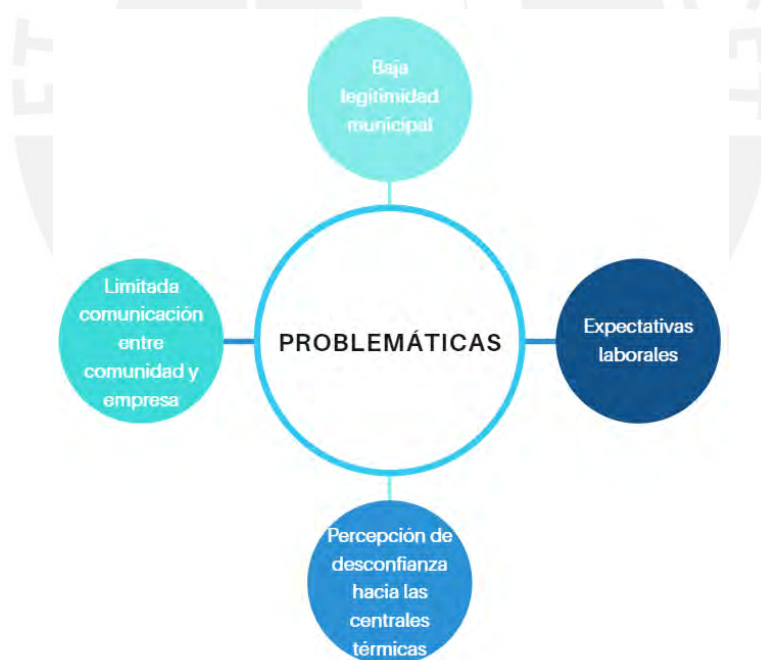 Baja
legitimidad
municipal
Limitada
comunicación
entre
comunidad y
empresa
PROBLEMÁTICAS
Expectativas
laborales
Percepción de
desconfianza
hacia las
centrales
térmicas